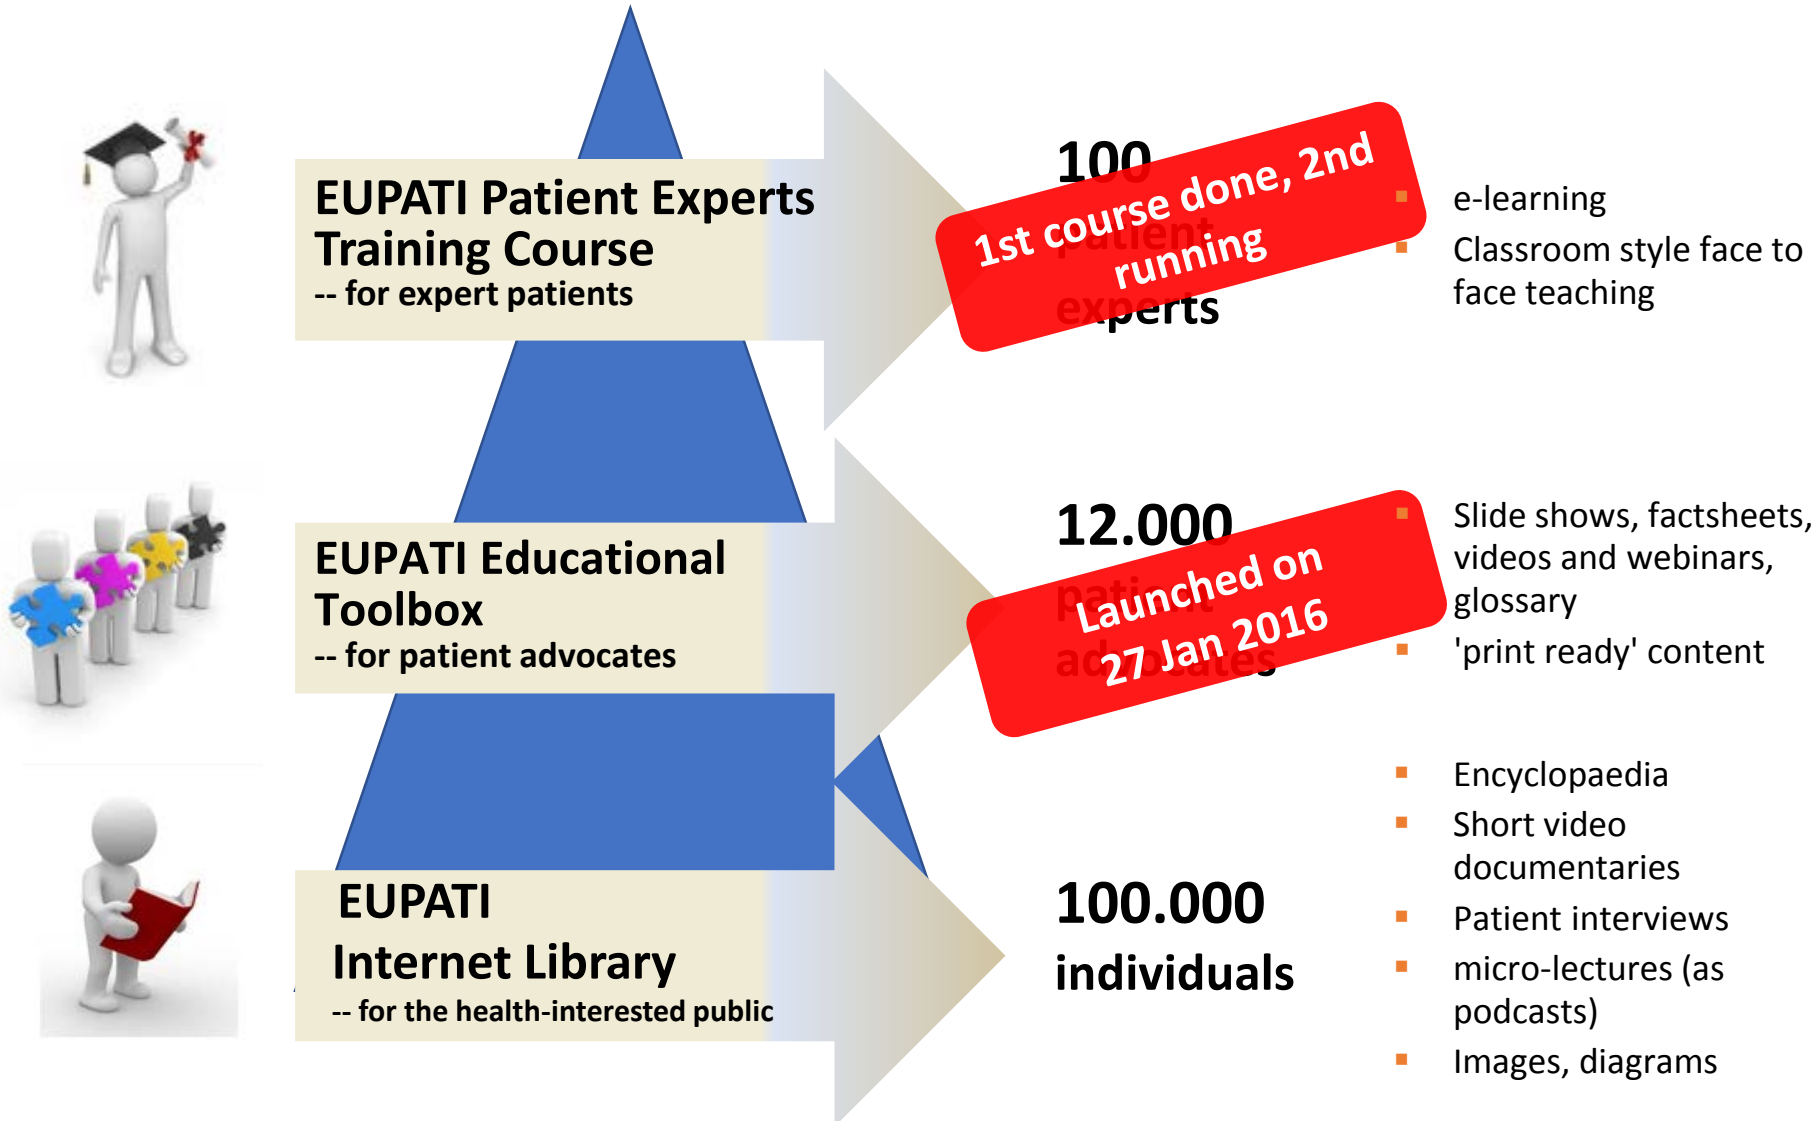 EUPATI Patient Experts
Training Course
-- for expert patients
100
patient
experts
1st course done, 2nd
running
e-learning
Classroom style face to
face teaching
EUPATI Educational
Toolbox
-- for patient advocates
12.000
patient
advocates
Launched on
27 Jan 2016
Slide shows, factsheets,
videos and webinars,
glossary
'print ready' content
EUPATI
Internet Library
-- for the health-interested public
100.000
individuals
Encyclopaedia
Short video
documentaries
Patient interviews
micro-lectures (as
podcasts)
Images, diagrams